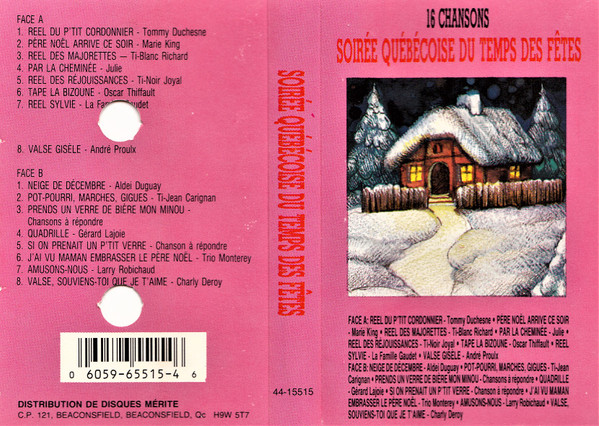 FACE A
1. REEL DU P'TIT CORDONNIER - Tommy Duchesne
2. PÈRE NOËL ARRIVE CE SOIR - Marie King
3. REEL DES MAJORETTES — Ti-Blanc Richard
4. PAR LA CHEMINÉE - Julie
5. REEL DES RÉJOUISSANCES - Ti-Noir Joyal
6. TAPE LA BIZOUNE - Oscar Thiffault
7. REEL SYLVIE - La Gaudet
8. VALSE GISÈLE - André Proulx
FACE B
1. NEIGE DE DÉCEMBRE - Aldei Duguay
2. POT-POURRI, MARCHES, GIGUES - Ti-Jean Carignan
3. PRENDS UN VERRE DE BIÈRE MON MINOU -
Chansons à répondre
4. QUADRILLE - Gérard Lajoie
5. SI ON PRENAIT UN P'TIT VERRE - Chanson à répondre
6. J'AI VU MAMAN EMBRASSER LE PÈRE NOËL - Trio Monterey
7. AMUSONS-NOUS - Larry Robichaud
8. VALSE, SOUVIENS-TOI QUE JE T'AIME - Charly Deroy
0 6059-65515-4 6
DISTRIBUTION DE DISQUES MÉRITE
C.P. 121, BEACONSFIELD, BEACONSFIELD, Qc H9W 5T7
SOIRÉE QUÉBÉCOISE DU TEMPS DES FÊTES
44-15515
16 CHANSONS
SOIRÉE QUÉBÉCOISE DU TEMPS DES FÊTES
FACE A: REEL DU P'TIT CORDONNIER - Tommy Duchesne • PÈRE NOËL ARRIVE CE SOIR
- Marie King • REEL DES MAJORETTES - Ti-Blanc Richard • PAR LA CHEMINÉE - Julie •
REEL DES RÉJOUISSANCES - Ti-Noir Joyal • TAPE LA BIZOUNE - Oscar Thiffault • REEL
SYLVIE - La Famille Gaudet • VALSE GISÈLE - André Proulx
FACE B: NEIGE DE DÉCEMBRE - Aldei Duguay • POT-POURRI, MARCHES, GIGUES - Ti-Jean
Carignan • PRENDS UN VERRE DE BIÈRE MON MINOU - Chansons à répondre • QUADRILLE
- Gérard Lajoie • SI ON PRENAIT UN P'TIT VERRE - Chanson à répondre • J'AI VU MAMAN
EMBRASSER LE PÈRE NOËL - Trio Monterey • AMUSONS-NOUS - Larry Robichaud • VALSE,
SOUVIENS-TOI QUE JE T'AIME - Charly Deroy